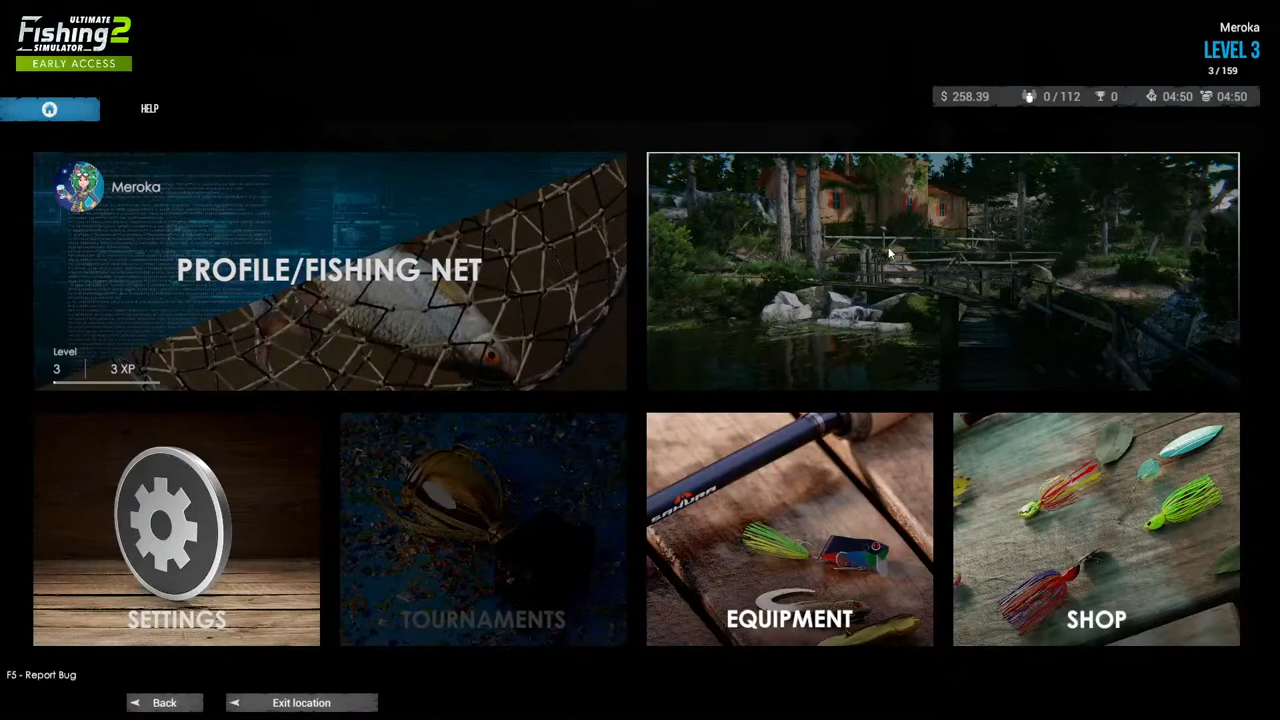 ULTIMATE
Fishing 2
SIMULATOR
EARLY ACCESS
Meroka
LEVEL 3
3 / 159
$ 258.39 0 / 112 0 04:50 04:50
HELP
Meroka
PROFILE/FISHING NET
Level
3 3 XP
SAKURA
SETTINGS
TOURNAMENTS
EQUIPMENT
SHOP
F5 - Report Bug
Back
Exit location